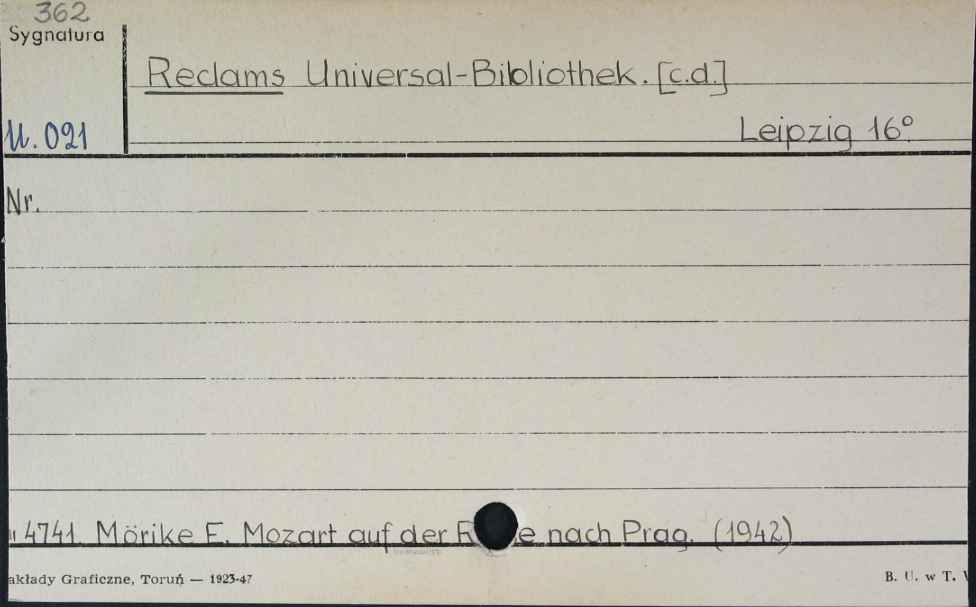 362
Sygnatura
Reclams Universal-Bibliothek. [c.d.]
U. 021
Leipzig 16°
Nr.
" 4741. Mörike E. Mozart auf der R e nach Prag. (1942)
akłady Graficzne, Toruń — 1923-47
B. U. w T.